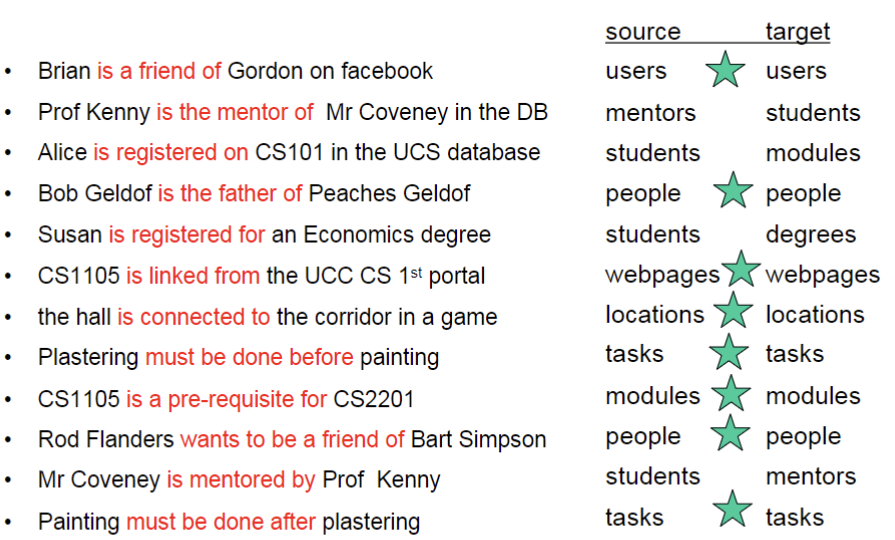 source target
• Brian is a friend of Gordon on facebook users users
• Prof Kenny is the mentor of Mr Coveney in the DB mentors students
• Alice is registered on CS101 in the UCS database students modules
• Bob Geldof is the father of Peaches Geldof people people
• Susan is registered for an Economics degree students degrees
• CS1105 is linked from the UCC CS 1st portal webpages webpages
• the hall is connected to the corridor in a game locations locations
• Plastering must be done before painting tasks tasks
• CS1105 is a pre-requisite for CS2201 modules modules
• Rod Flanders wants to be a friend of Bart Simpson people people
• Mr Coveney is mentored by Prof Kenny students mentors
• Painting must be done after plastering tasks tasks